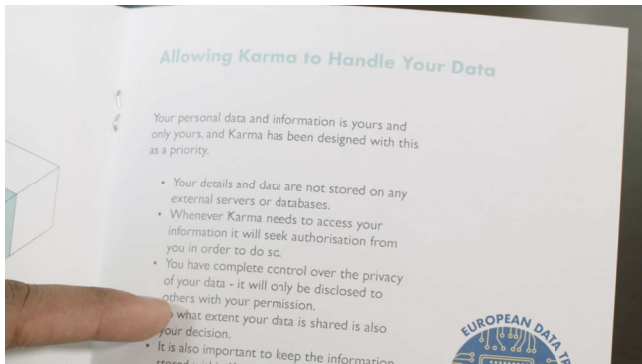 Allowing Karma to Handle Your Data
Your personal data and information is yours and
only yours, and Karma has been designed with this
as a priority.
• Your details and data are not stored on any
external servers or databases.
• Whenever Karma needs to access your
information it will seek authorisation from
you in order to do so.
• You have complete control over the privacy
of your data - it will only be disclosed to
others with your permission.
what extent your data is shared is also
your decision.
• It is also important to keep the information
EUROPEAN DATA